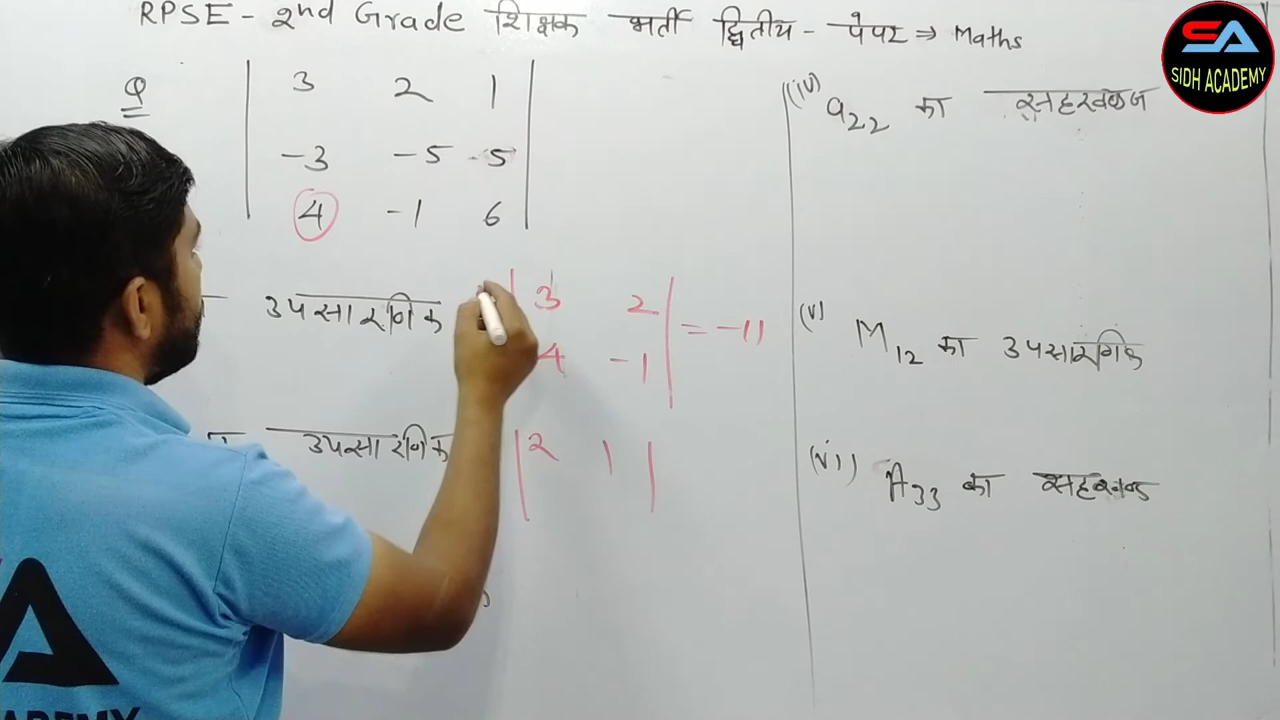 RPSE - 2nd Grade शिक्षक भर्ती द्वितीय - पेपर ⇒ Maths
SA
SIDH ACADEMY
Q
3 2 1
-3 -5 5
4 -1 6
उपसारणिक
3 2
4 -1
= -11
उपसारणिक
2 1
(iv) a22 का सहखण्ड
(v) M12 का उपसारणिक
(vi) A33 का सहखण्ड
A